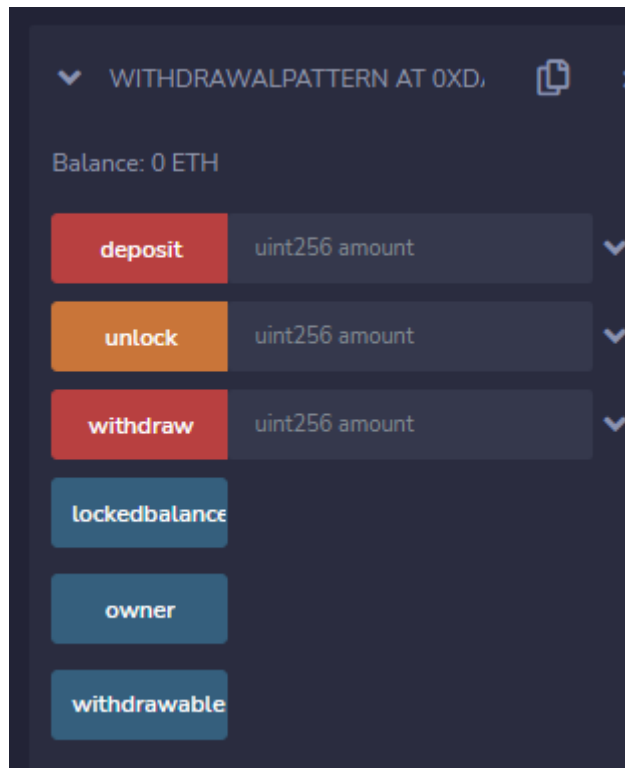 WITHDRAWALPATTERN AT 0XD
Balance: 0 ETH
deposit uint256 amount
unlock uint256 amount
withdraw uint256 amount
lockedbalance
owner
withdrawable